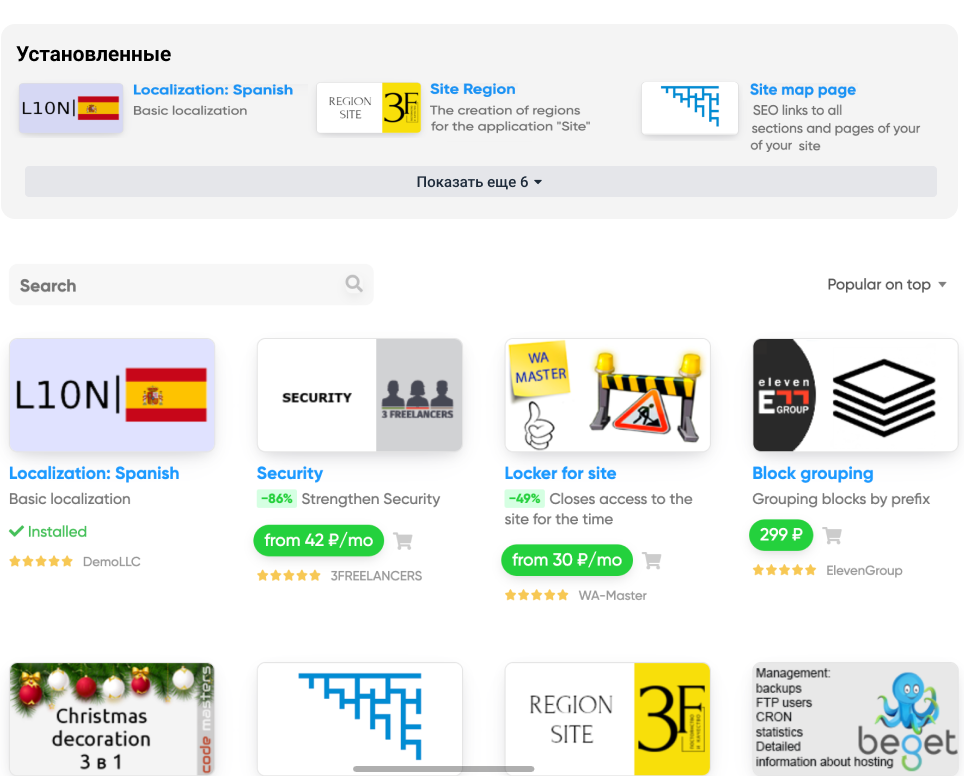 Установленные
L10N|
Localization: Spanish
Basic localization
REGION
SITE
3F
Site Region
The creation of regions
for the application "Site"
Site map page
SEO links to all
sections and pages of your
of your site
Показать еще 6
Search
Popular on top
L10N|
Localization: Spanish
Basic localization
Installed
DemoLLC
SECURITY
3 FREELANCERS
Security
-86% Strengthen Security
from 42 ₽/mo
3FREELANCERS
WA
MASTER
Locker for site
-49% Closes access to the
site for the time
from 30 ₽/mo
WA-Master
eleven
E77
GROUP
Block grouping
Grouping blocks by prefix
299 ₽
ElevenGroup
Christmas
decoration
3 в 1
code masters
REGION
SITE
3F
Management:
backups
FTP users
CRON
statistics
Detailed
information about hosting
beget